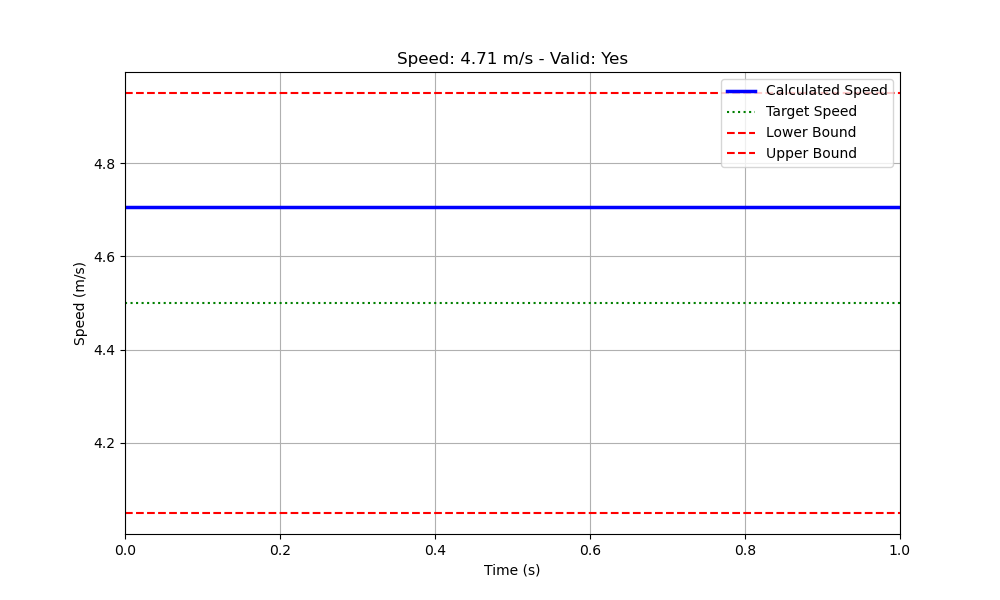 Speed: 4.71 m/s - Valid: Yes
Calculated Speed
Target Speed
Lower Bound
Upper Bound
Speed (m/s)
4.8
4.6
4.4
4.2
0.0 0.2 0.4 0.6 0.8 1.0
Time (s)